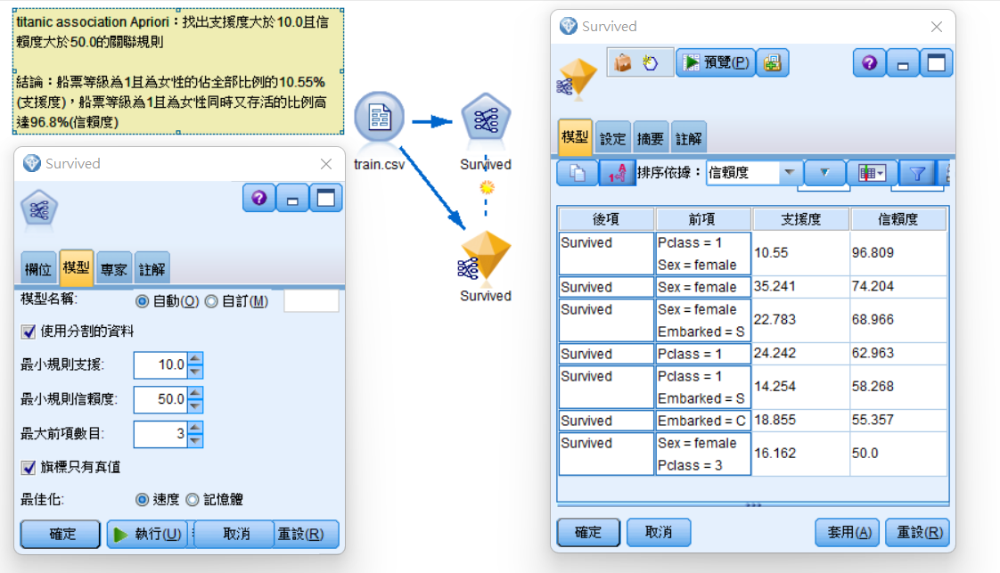 titanic association Apriori：找出支援度大於10.0且信
賴度大於50.0的關聯規則
結論：船票等級為1且為女性的佔全部比例的10.55%
(支援度)，船票等級為1且為女性同時又存活的比例高
達96.8%(信賴度)
train.csv
Survived
Survived
Survived
欄位 模型 專家 註解
模型名稱: 自動(O) 自訂(M)
使用分割的資料
最小規則支援: 10.0
最小規則信賴度: 50.0
最大前項數目: 3
旗標只有真值
最佳化: 速度 記憶體
確定 執行(U) 取消 重設(R)
Survived
預覽(P)
模型 設定 摘要 註解
排序依據： 信賴度
後項 前項 支援度 信賴度
Survived Pclass = 1 10.55 96.809
Sex = female
Survived Sex = female 35.241 74.204
Survived Sex = female 22.783 68.966
Embarked = S
Survived Pclass = 1 24.242 62.963
Survived Pclass = 1 14.254 58.268
Embarked = S
Survived Embarked = C 18.855 55.357
Survived Sex = female 16.162 50.0
Pclass = 3
確定 取消 套用(A) 重設(R)